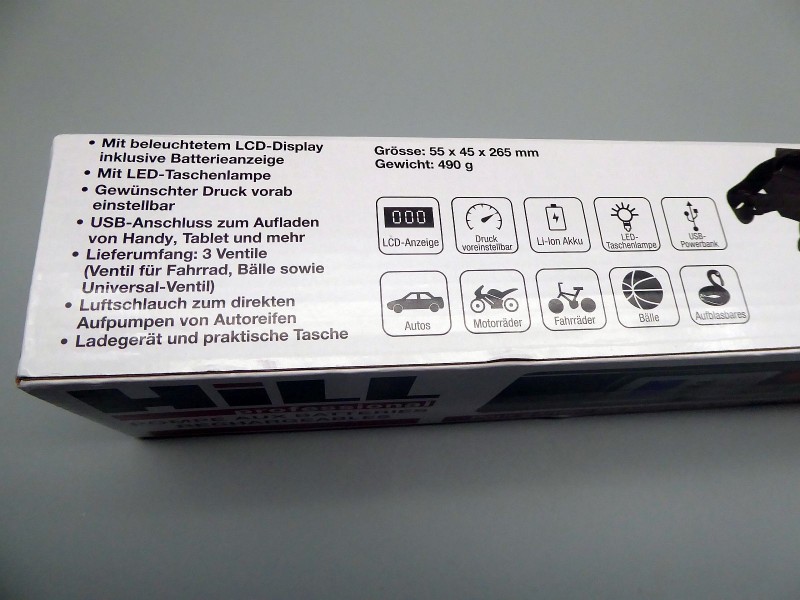 • Mit beleuchtetem LCD-Display
inklusive Batterieanzeige
• Mit LED-Taschenlampe
• Gewünschter Druck vorab
einstellbar
• USB-Anschluss zum Aufladen
von Handy, Tablet und mehr
• Lieferumfang: 3 Ventile
(Ventil für Fahrrad, Bälle sowie
Universal-Ventil)
• Luftschlauch zum direkten
Aufpumpen von Autoreifen
• Ladegerät und praktische Tasche
Grösse: 55 x 45 x 265 mm
Gewicht: 490 g
000
LCD-Anzeige
Druck
voreinstellbar
Li-Ion Akku
LED-
Taschenlampe
USB-
Powerbank
Autos
Motorräder
Fahrräder
Bälle
Aufblasbares
HiLL
professional